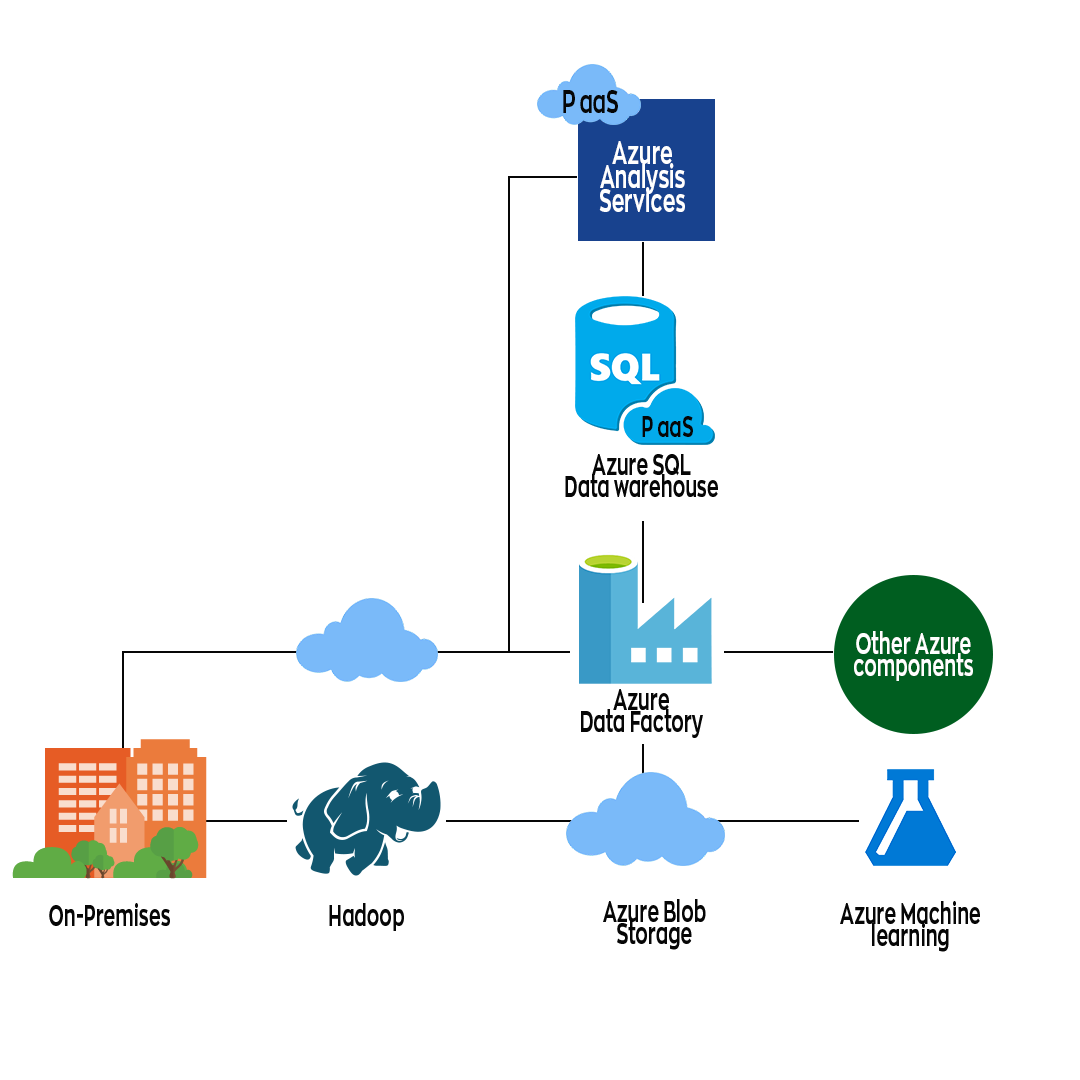 P aaS
Azure
Analysis
Services
SQL
P aaS
Azure SQL
Data warehouse
Azure
Data Factory
Other Azure
components
On-Premises
Hadoop
Azure Blob
Storage
Azure Machine
learning